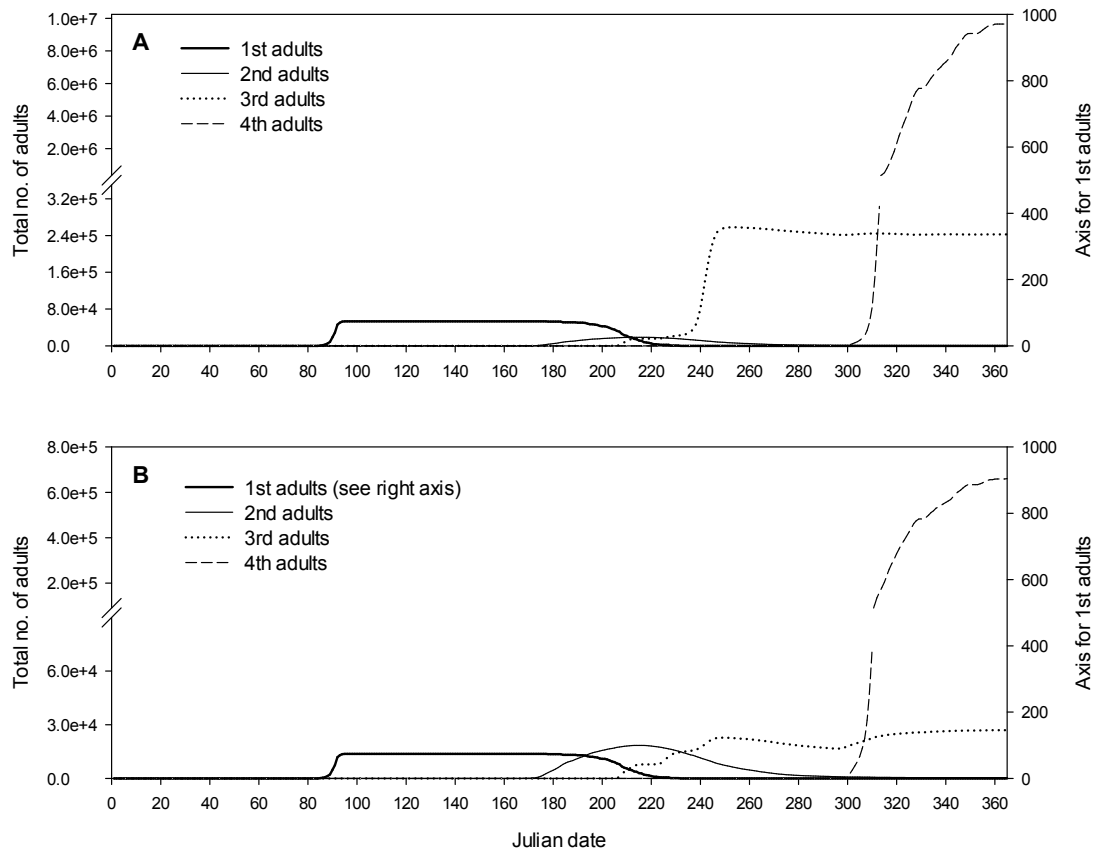 A
1st adults
2nd adults
3rd adults
4th adults
1.0e+7
8.0e+6
6.0e+6
4.0e+6
2.0e+6
3.2e+5
2.4e+5
1.6e+5
8.0e+4
0.0
Total no. of adults
1000
800
600
400
200
0
Axis for 1st adults
0 20 40 60 80 100 120 140 160 180 200 220 240 260 280 300 320 340 360
B
1st adults (see right axis)
2nd adults
3rd adults
4th adults
8.0e+5
6.0e+5
4.0e+5
2.0e+5
6.0e+4
3.0e+4
0.0
Total no. of adults
1000
800
600
400
200
0
Axis for 1st adults
0 20 40 60 80 100 120 140 160 180 200 220 240 260 280 300 320 340 360
Julian date